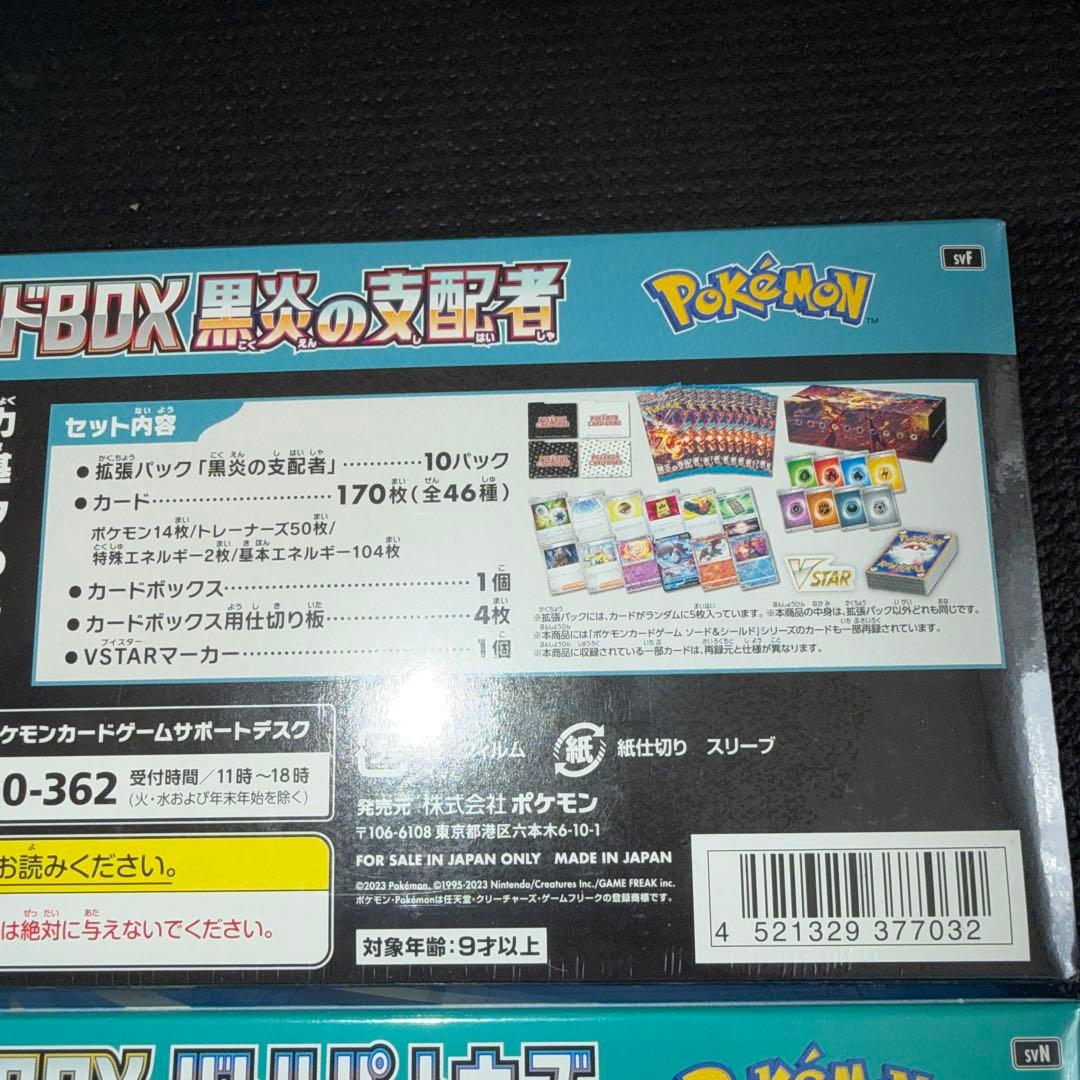 ドBOX 黒炎の支配者
こくえん しはいしゃ
POKÉMON™
svF
セット内容
ないよう
● 拡張パック「黒炎の支配者」…………10パック
● カード……………………………170枚(全46種)
ポケモン14枚/トレーナーズ50枚/
特殊エネルギー2枚/基本エネルギー104枚
● カードボックス……………………………1個
● カードボックス用仕切り板………………4枚
● VSTARマーカー…………………………1個
VSTAR
※拡張パックには、カードがランダムに5枚入っています。※本商品の中身は、拡張パック以外どれも同じです。
※本商品には「ポケモンカードゲーム ソード&シールド」シリーズのカードも一部再録されています。
※本商品に収録されている一部カードは、再録元と仕様が異なります。
ケモンカードゲームサポートデスク
0-362 受付時間/11時~18時
(火・水および年末年始を除く)
お読みください。
は絶対に与えないでください。
紙 紙仕切り スリーブ
発売元 株式会社ポケモン
〒106-6108 東京都港区六本木6-10-1
FOR SALE IN JAPAN ONLY MADE IN JAPAN
©2023 Pokémon. ©1995-2023 Nintendo/Creatures Inc./GAME FREAK inc.
ポケモン・Pokémonは任天堂・クリーチャーズ・ゲームフリークの登録商標です。
対象年齢:9才以上
4 521329 377032
svN